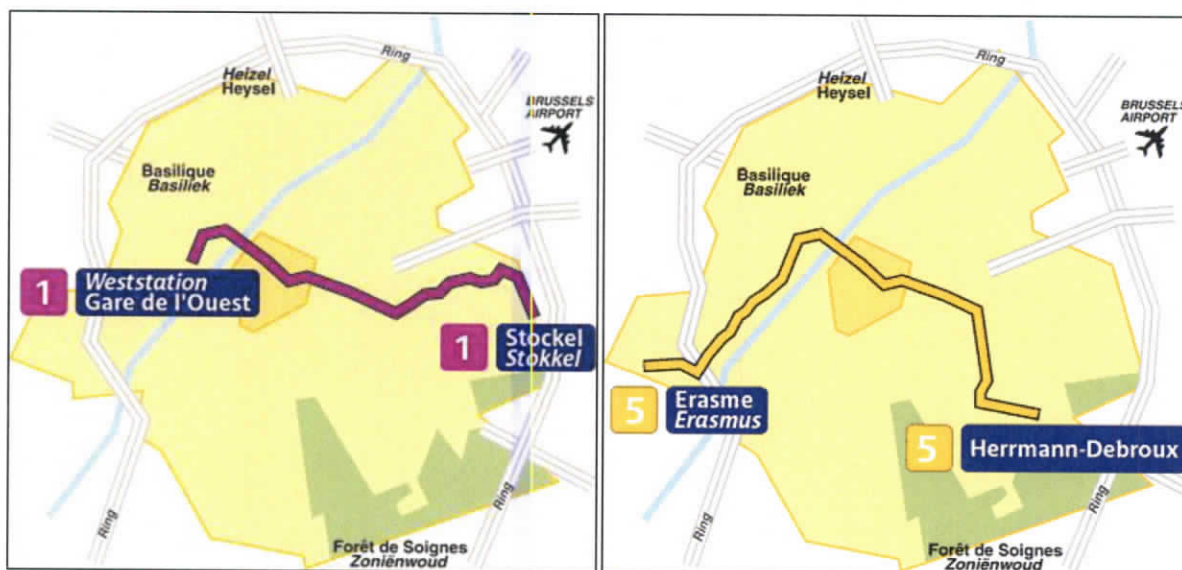 Ring
Heizel
Heysel
BRUSSELS
AIRPORT
Basilique
Basiliek
1
Weststation
Gare de l'Ouest
1
Stockel
Stokkel
Ring
Ring
Forêt de Soignes
Zoniënwoud
Ring
Heizel
Heysel
BRUSSELS
AIRPORT
Basilique
Basiliek
5
Erasme
Erasmus
5
Herrmann-Debroux
Ring
Ring
Forêt de Soignes
Zoniënwoud